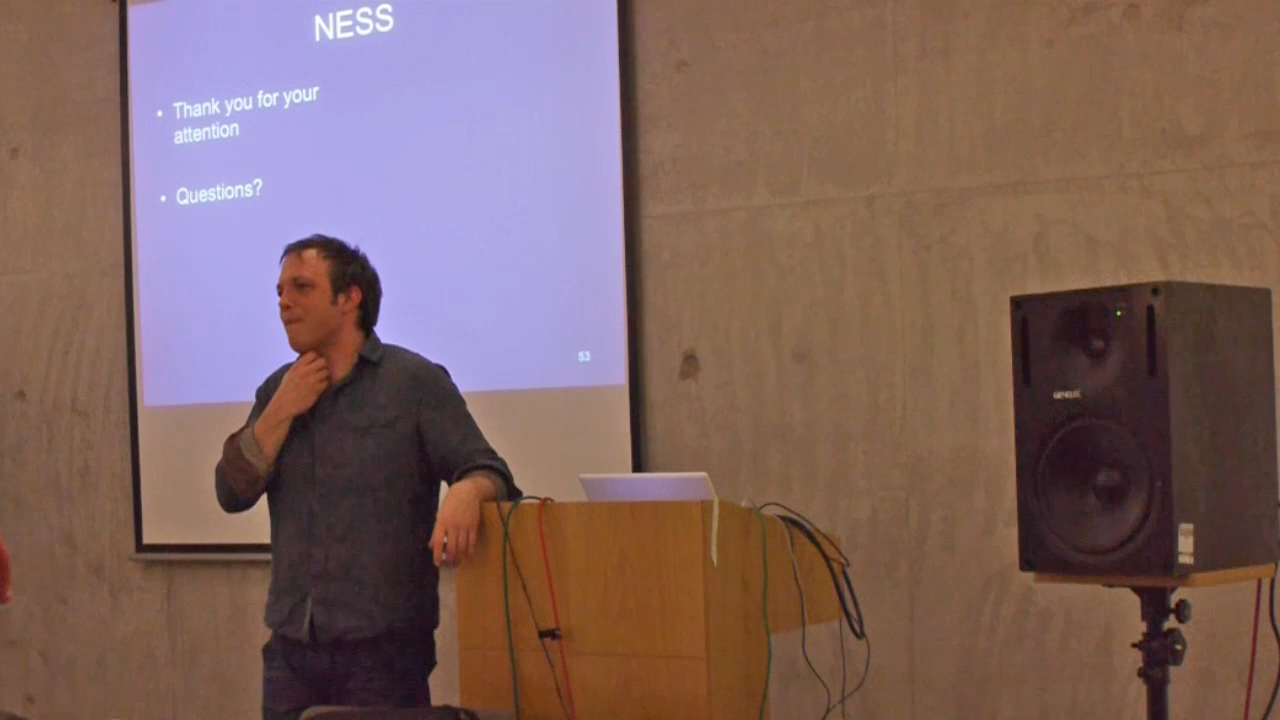 NESS
• Thank you for your
attention
• Questions?
53
GENELEC